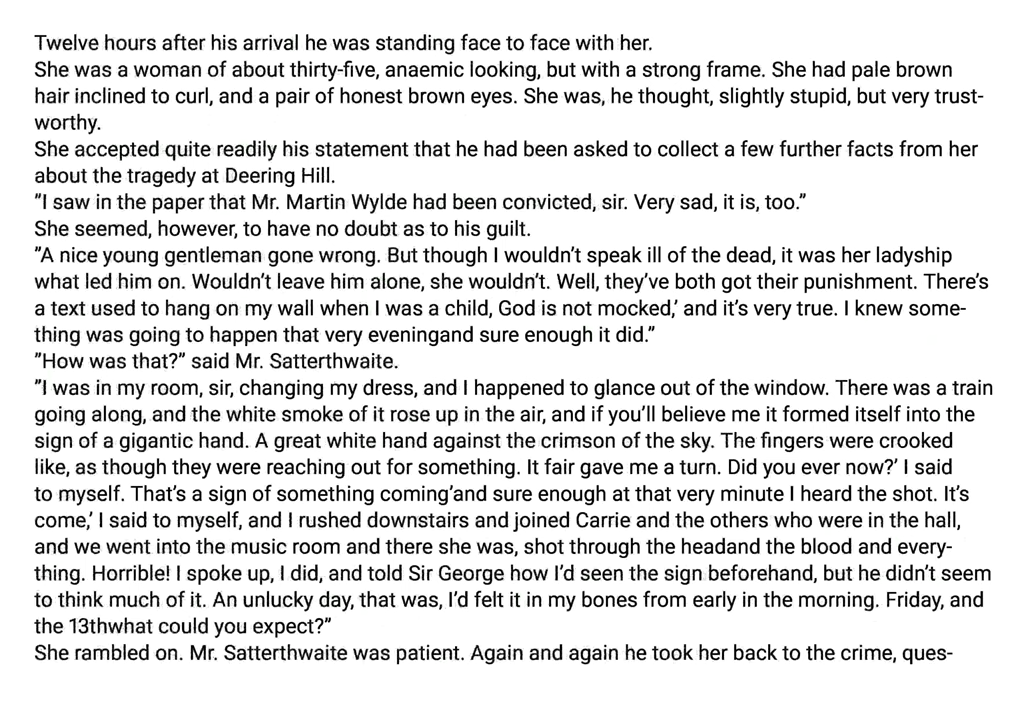 Twelve hours after his arrival he was standing face to face with her.
She was a woman of about thirty-five, anaemic looking, but with a strong frame. She had pale brown
hair inclined to curl, and a pair of honest brown eyes. She was, he thought, slightly stupid, but very trust-
worthy.
She accepted quite readily his statement that he had been asked to collect a few further facts from her
about the tragedy at Deering Hill.
"I saw in the paper that Mr. Martin Wylde had been convicted, sir. Very sad, it is, too."
She seemed, however, to have no doubt as to his guilt.
"A nice young gentleman gone wrong. But though I wouldn't speak ill of the dead, it was her ladyship
what led him on. Wouldn't leave him alone, she wouldn't. Well, they've both got their punishment. There's
a text used to hang on my wall when I was a child, God is not mocked,' and it's very true. I knew some-
thing was going to happen that very eveningand sure enough it did."
"How was that?" said Mr. Satterthwaite.
"I was in my room, sir, changing my dress, and I happened to glance out of the window. There was a train
going along, and the white smoke of it rose up in the air, and if you'll believe me it formed itself into the
sign of a gigantic hand. A great white hand against the crimson of the sky. The fingers were crooked
like, as though they were reaching out for something. It fair gave me a turn. Did you ever now?' I said
to myself. That's a sign of something coming'and sure enough at that very minute I heard the shot. It's
come,' I said to myself, and I rushed downstairs and joined Carrie and the others who were in the hall,
and we went into the music room and there she was, shot through the headand the blood and every-
thing. Horrible! I spoke up, I did, and told Sir George how I'd seen the sign beforehand, but he didn't seem
to think much of it. An unlucky day, that was, I'd felt it in my bones from early in the morning. Friday, and
the 13thwhat could you expect?"
She rambled on. Mr. Satterthwaite was patient. Again and again he took her back to the crime, ques-